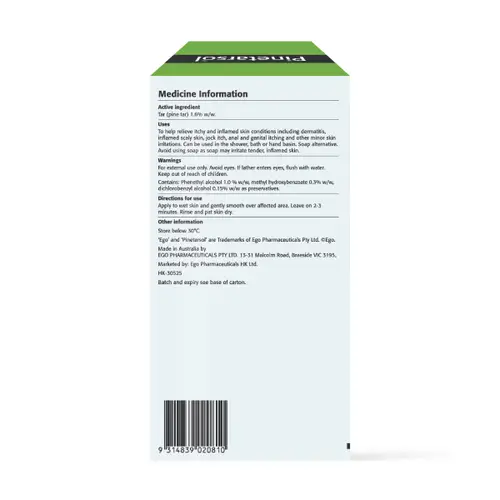 Pinetarsol
Medicine Information
Active ingredient
Tar (pine tar) 1.6% w/w.
Uses
To help relieve itchy and inflamed skin conditions including dermatitis,
inflamed scaly skin, jock itch, anal and genital itching and other minor skin
irritations. Can be used in the shower, bath or hand basin. Soap alternative.
Avoid using soap as soap may irritate tender, inflamed skin.
Warnings
For external use only. Avoid eyes. If lather enters eyes, flush with water.
Keep out of reach of children.
Contains: Phenethyl alcohol 1.0 % w/w, methyl hydroxybenzoate 0.3% w/w,
dichlorobenzyl alcohol 0.15% w/w as preservatives.
Directions for use
Apply to wet skin and gently smooth over affected area. Leave on 2-3
minutes. Rinse and pat skin dry.
Other information
Store below 30°C
'Ego' and 'Pinetarsol' are Trademarks of Ego Pharmaceuticals Pty Ltd. ©Ego.
Made in Australia by
EGO PHARMACEUTICALS PTY LTD. 13-31 Malcolm Road, Braeside VIC 3195.
Marketed by: Ego Pharmaceuticals HK Ltd.
HK-30525
Batch and expiry see base of carton.
9 314839 020810